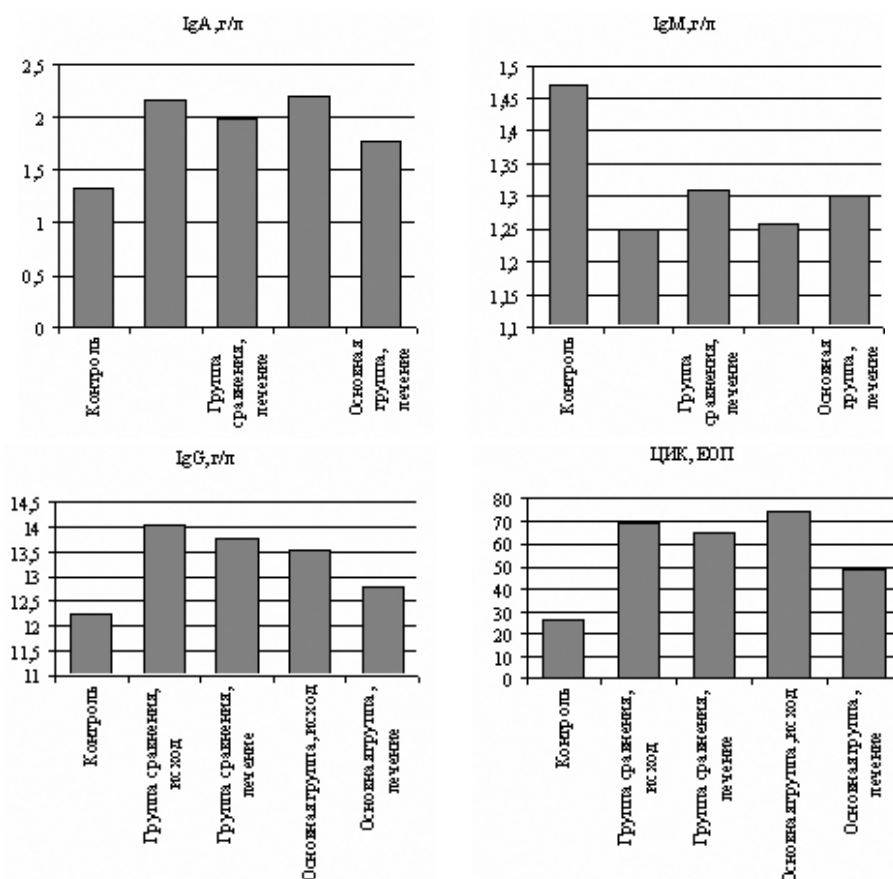 IgA, г/л
2,5
2
1,5
1
0,5
0
Контроль
Группа
сравнения,
лечение
Основная
группа,
лечение
IgM, г/л
1,5
1,45
1,4
1,35
1,3
1,25
1,2
1,15
1,1
Контроль
Группа
сравнения,
лечение
Основная
группа,
лечение
IgG, г/л
14,5
14
13,5
13
12,5
12
11,5
11
Контроль
Группа сравнения,
исход
Группа сравнения,
лечение
Основная группа, исход
Основная группа,
лечение
ЦИК, ЕОП
80
70
60
50
40
30
20
10
0
Контроль
Группа сравнения,
исход
Группа сравнения,
лечение
Основная группа, исход
Основная группа,
лечение